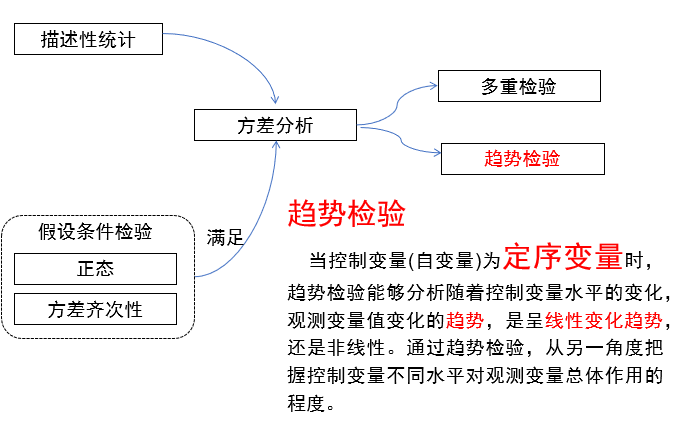 描述性统计
多重检验
方差分析
趋势检验
假设条件检验
满足
正态
方差齐次性
趋势检验
当控制变量(自变量)为定序变量时，
趋势检验能够分析随着控制变量水平的变化，
观测变量值变化的趋势，是呈线性变化趋势，
还是非线性。通过趋势检验，从另一角度把
握控制变量不同水平对观测变量总体作用的
程度。